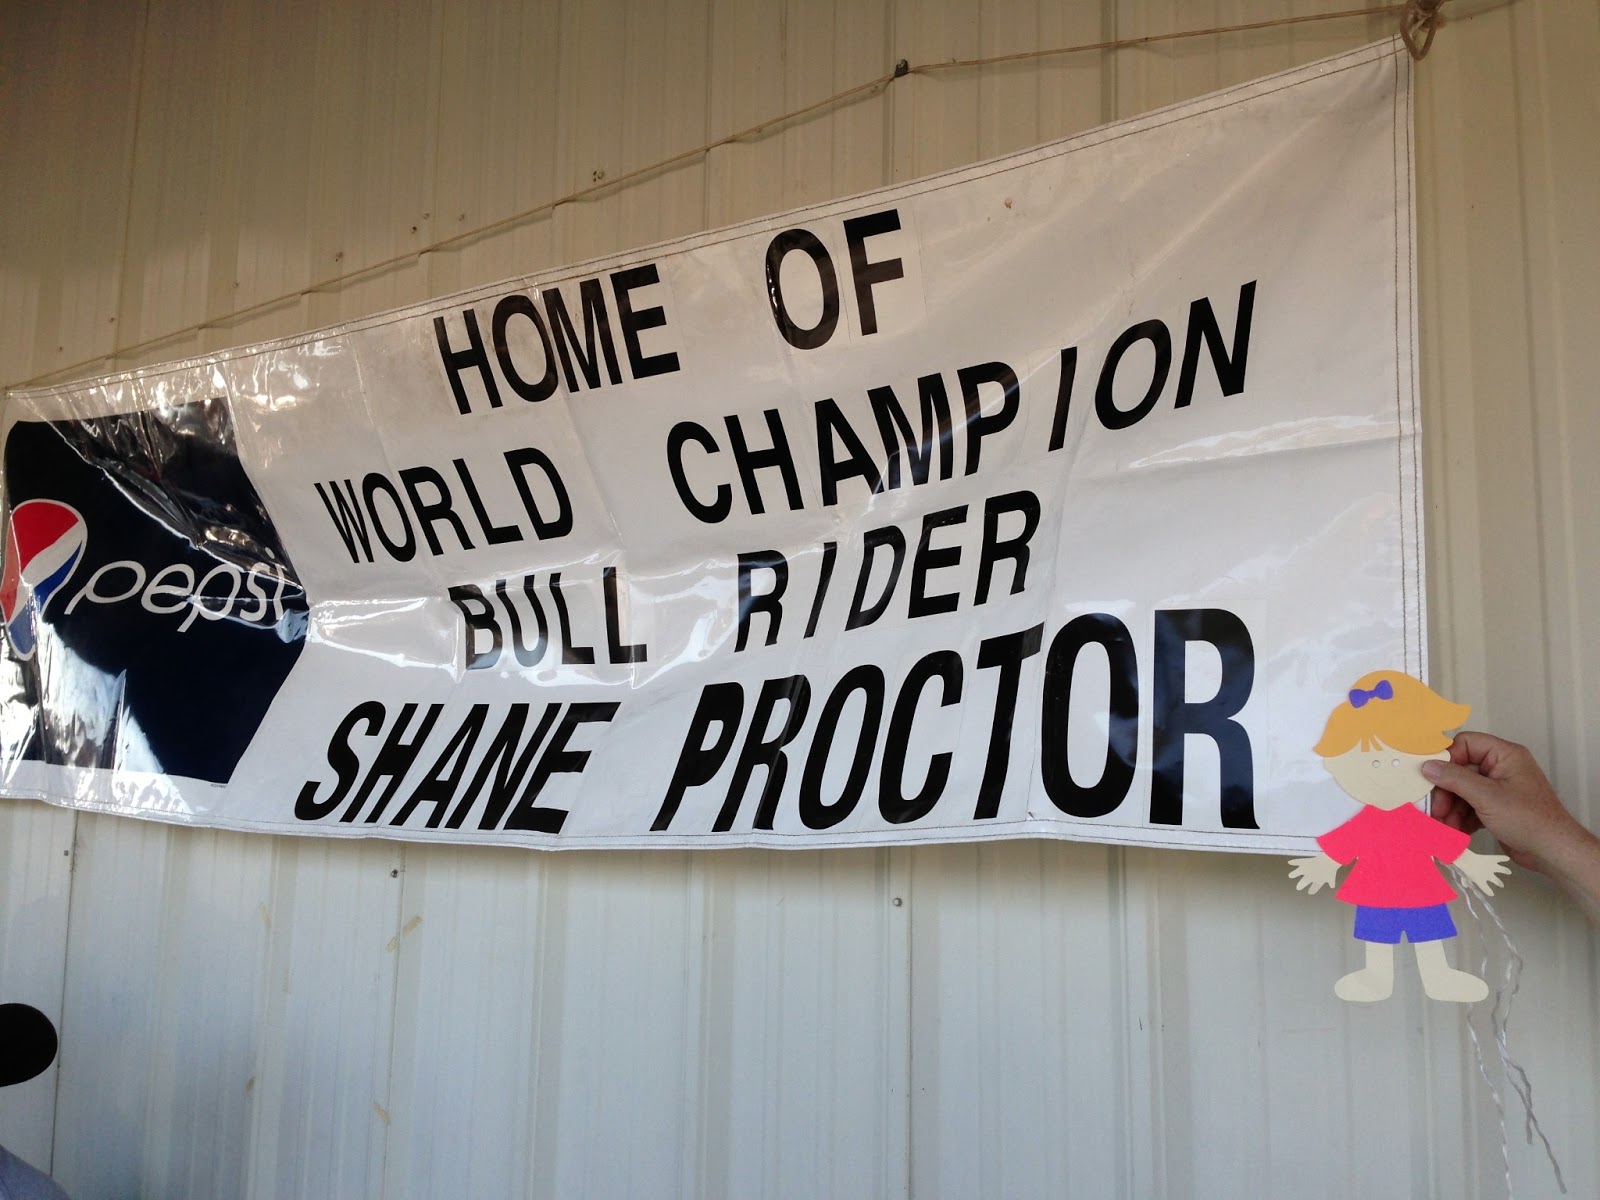 pepsi
HOME OF
WORLD CHAMPION
BULL RIDER
SHANE PROCTOR